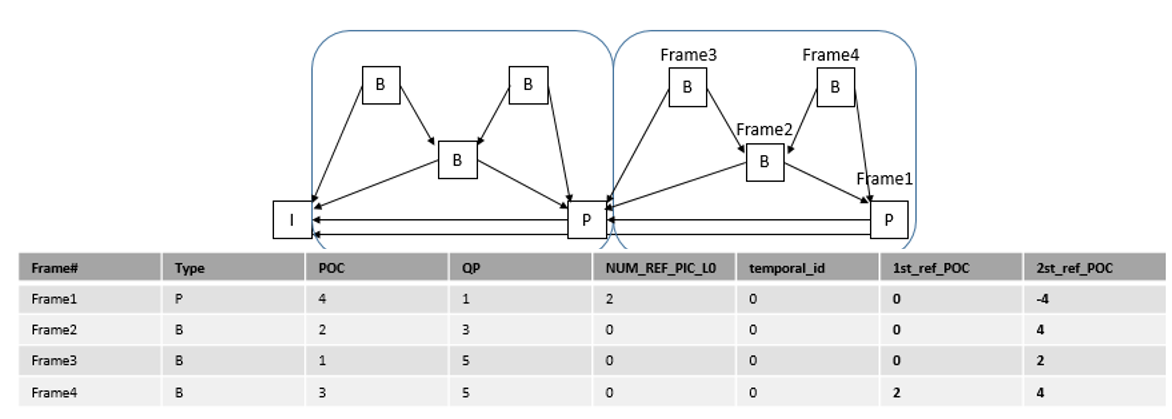 Frame3 Frame4
B B B B
Frame2
B B
Frame1
I P P
Frame# Type POC QP NUM_REF_PIC_L0 temporal_id 1st_ref_POC 2st_ref_POC
Frame1 P 4 1 2 0 0 -4
Frame2 B 2 3 0 0 0 4
Frame3 B 1 5 0 0 0 2
Frame4 B 3 5 0 0 2 4